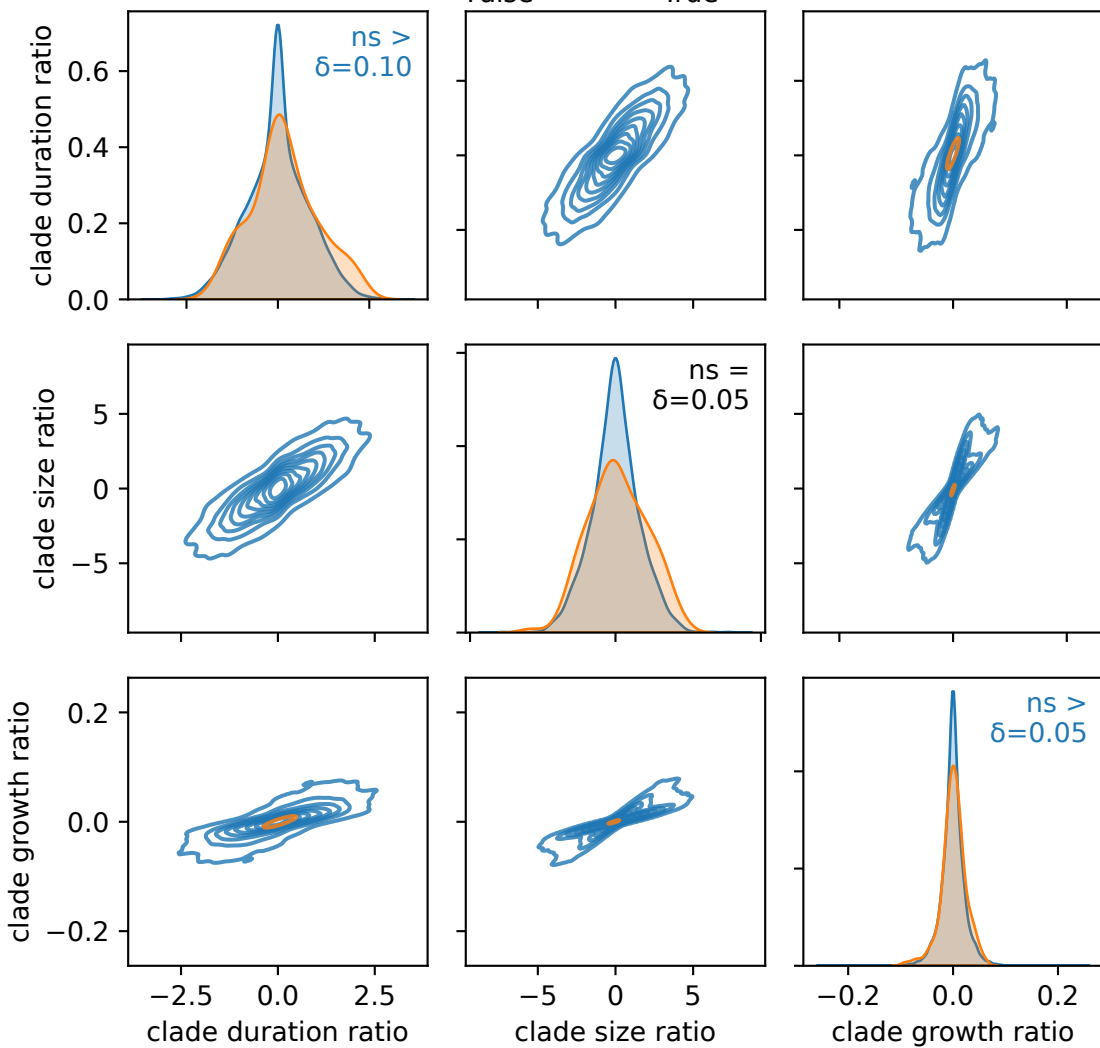 ns >
δ=0.10
clade duration ratio
0.6
0.4
0.2
0.0
ns =
δ=0.05
clade size ratio
5
0
−5
ns >
δ=0.05
clade growth ratio
0.2
0.0
−0.2
−2.5 0.0 2.5
−5 0 5
−0.2 0.0 0.2
clade duration ratio
clade size ratio
clade growth ratio